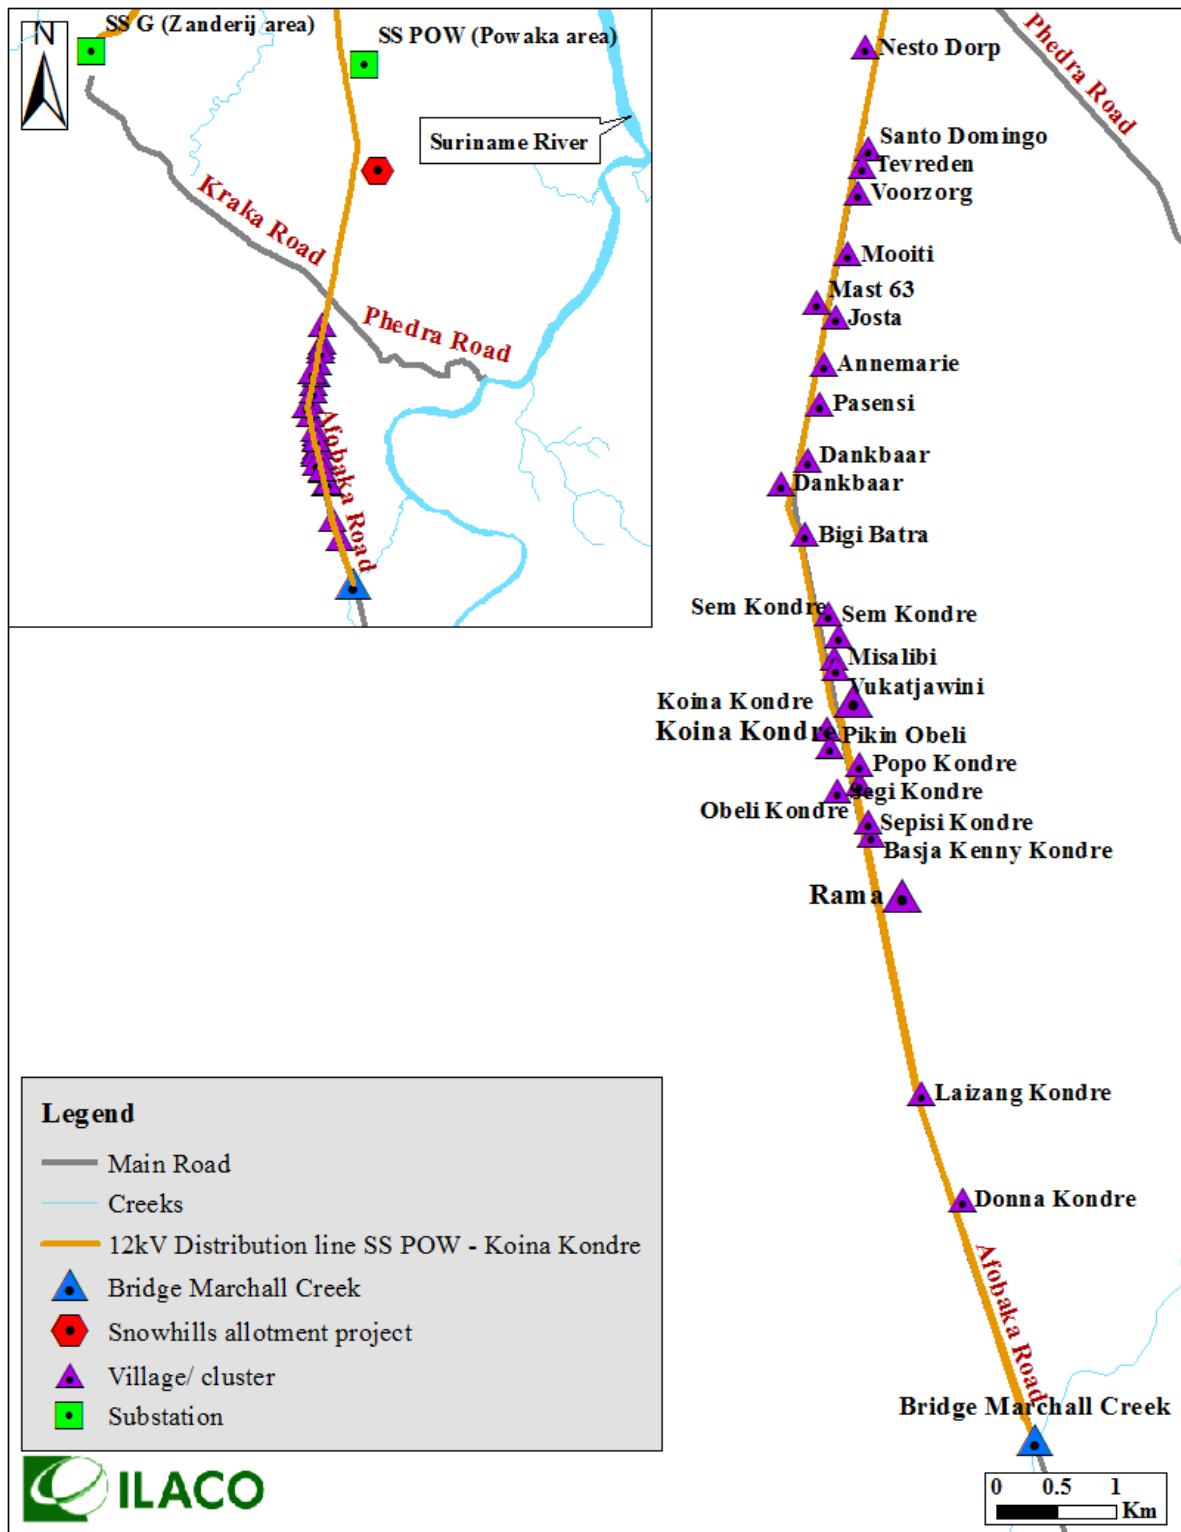 SS G (Zanderij area)
N
SS POW (Powaka area)
Suriname River
Kraka Road
Phedra Road
Afobaka Road
Phedra Road
Nesto Dorp
Santo Domingo
Tevreden
Voorzorg
Mooiti
Mast 63
Josta
Annemarie
Pasensi
Dankbaar
Dankbaar
Bigi Batra
Sem Kondre
Sem Kondre
Misalibi
Vukatjawini
Koina Kondre
Koina Kondre
Pikin Obeli
Popo Kondre
Segi Kondre
Obeli Kondre
Sepisi Kondre
Basja Kenny Kondre
Rama
Laizang Kondre
Donna Kondre
Afobaka Road
Bridge Marchall Creek
Legend
Main Road
Creeks
12kV Distribution line SS POW - Koina Kondre
Bridge Marchall Creek
Snowhills allotment project
Village/ cluster
Substation
ILACO
0 0.5 1
Km